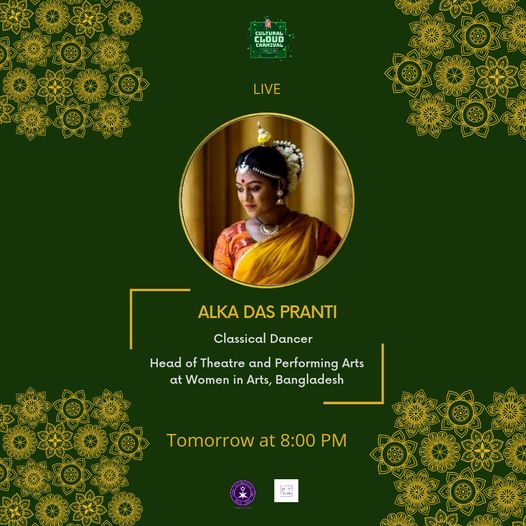 CULTURAL
CLOUD
CARNIVAL
LIVE
ALKA DAS PRANTI
Classical Dancer
Head of Theatre and Performing Arts
at Women in Arts, Bangladesh
Tomorrow at 8:00 PM